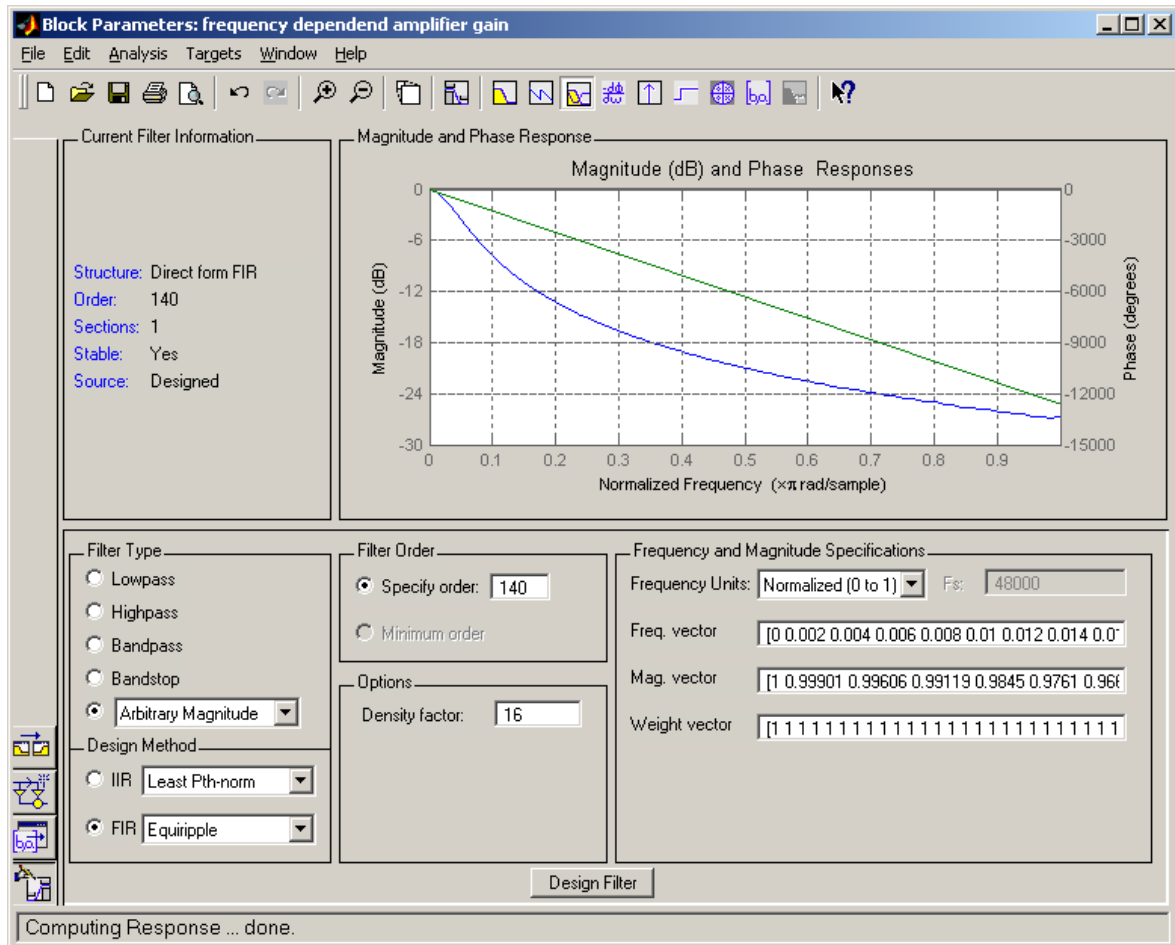 Block Parameters: frequency dependend amplifier gain
File Edit Analysis Targets Window Help
Current Filter Information
Structure: Direct form FIR
Order: 140
Sections: 1
Stable: Yes
Source: Designed
Magnitude and Phase Response
Magnitude (dB) and Phase Responses
0
-6
-12
-18
-24
-30
Magnitude (dB)
0
-3000
-6000
-9000
-12000
-15000
Phase (degrees)
0 0.1 0.2 0.3 0.4 0.5 0.6 0.7 0.8 0.9
Normalized Frequency (×π rad/sample)
Filter Type
Lowpass
Highpass
Bandpass
Bandstop
Arbitrary Magnitude
Design Method
IIR Least Pth-norm
FIR Equiripple
Filter Order
Specify order: 140
Minimum order
Options
Density factor: 16
Frequency and Magnitude Specifications
Frequency Units: Normalized (0 to 1) Fs: 48000
Freq. vector [0 0.002 0.004 0.006 0.008 0.01 0.012 0.014 0.0
Mag. vector [1 0.99901 0.99606 0.99119 0.9845 0.9761 0.96
Weight vector [1 1 1 1 1 1 1 1 1 1 1 1 1 1 1 1 1 1 1 1 1 1 1 1 1 1
Design Filter
Computing Response ... done.